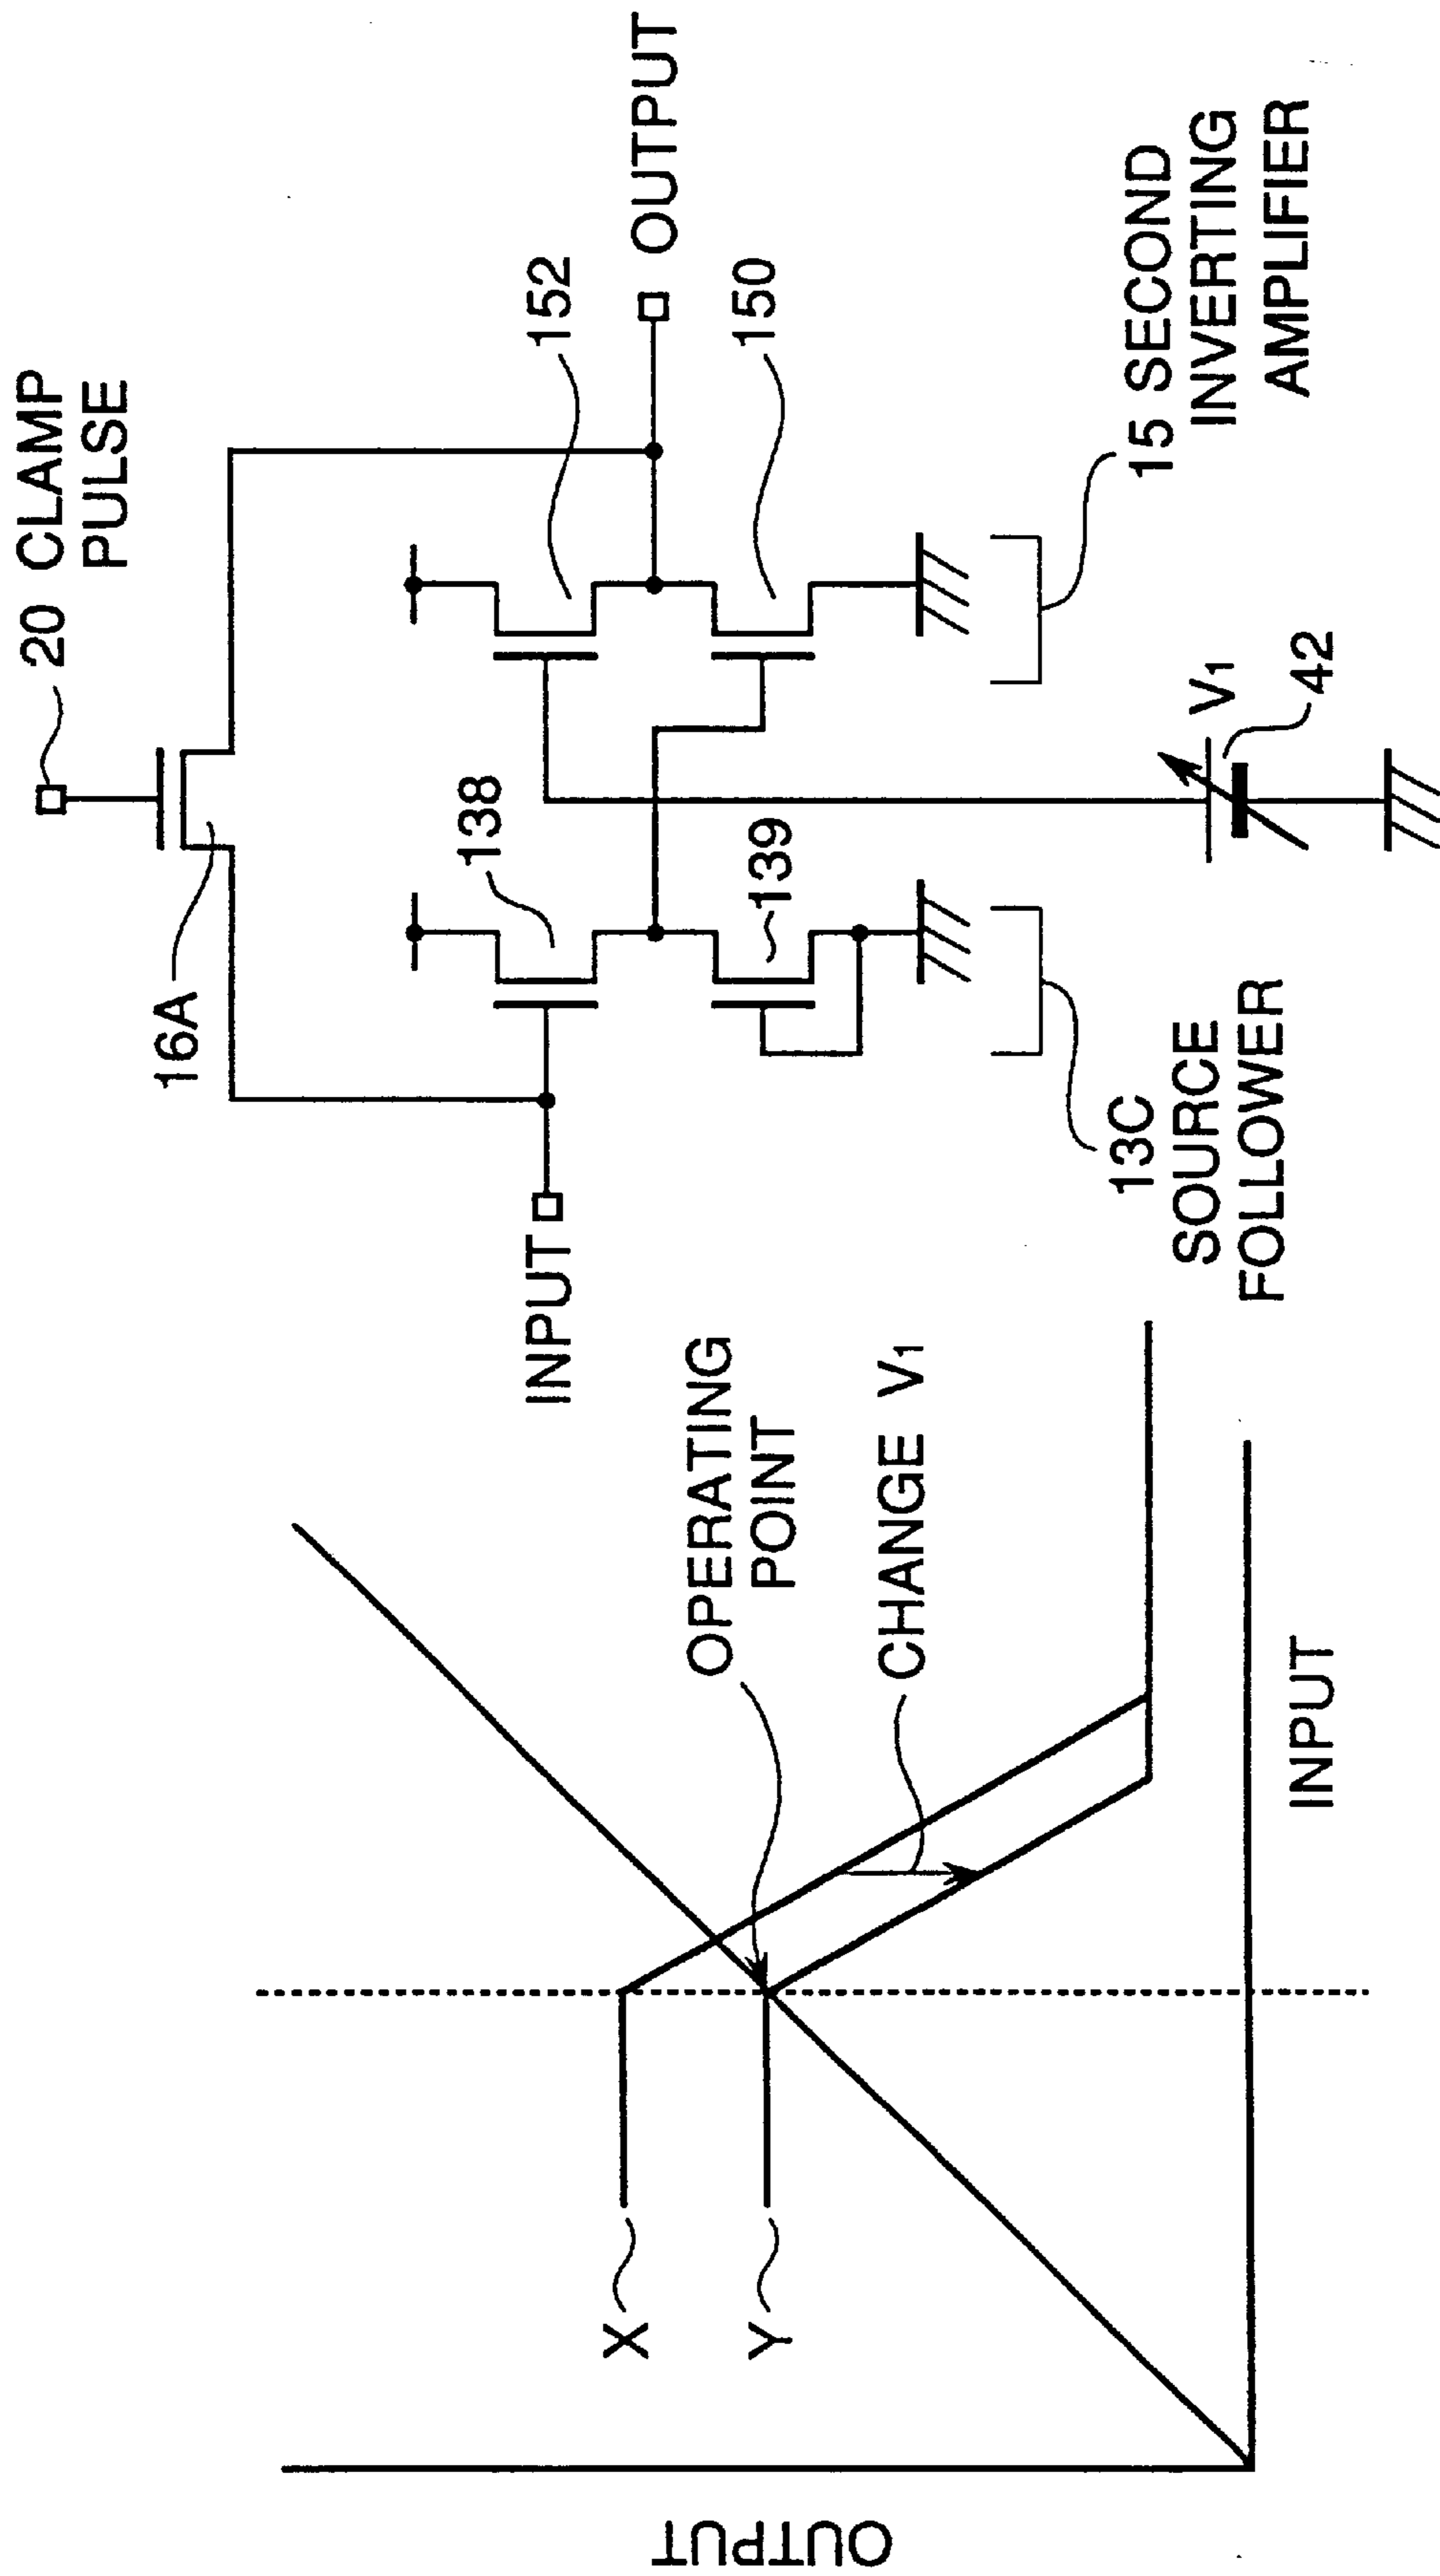 OUTPUT
X
Y
OPERATING
POINT
CHANGE V1
INPUT
20 CLAMP
PULSE
16A
138
152
INPUT
OUTPUT
139
150
V1
42
13C
SOURCE
FOLLOWER
15 SECOND
INVERTING
AMPLIFIER